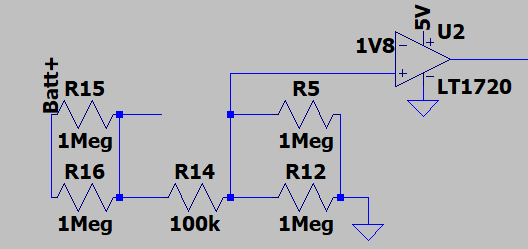 5V
U2
1V8
LT1720
Batt+
R15
1Meg
R5
1Meg
R16
1Meg
R14
100k
R12
1Meg